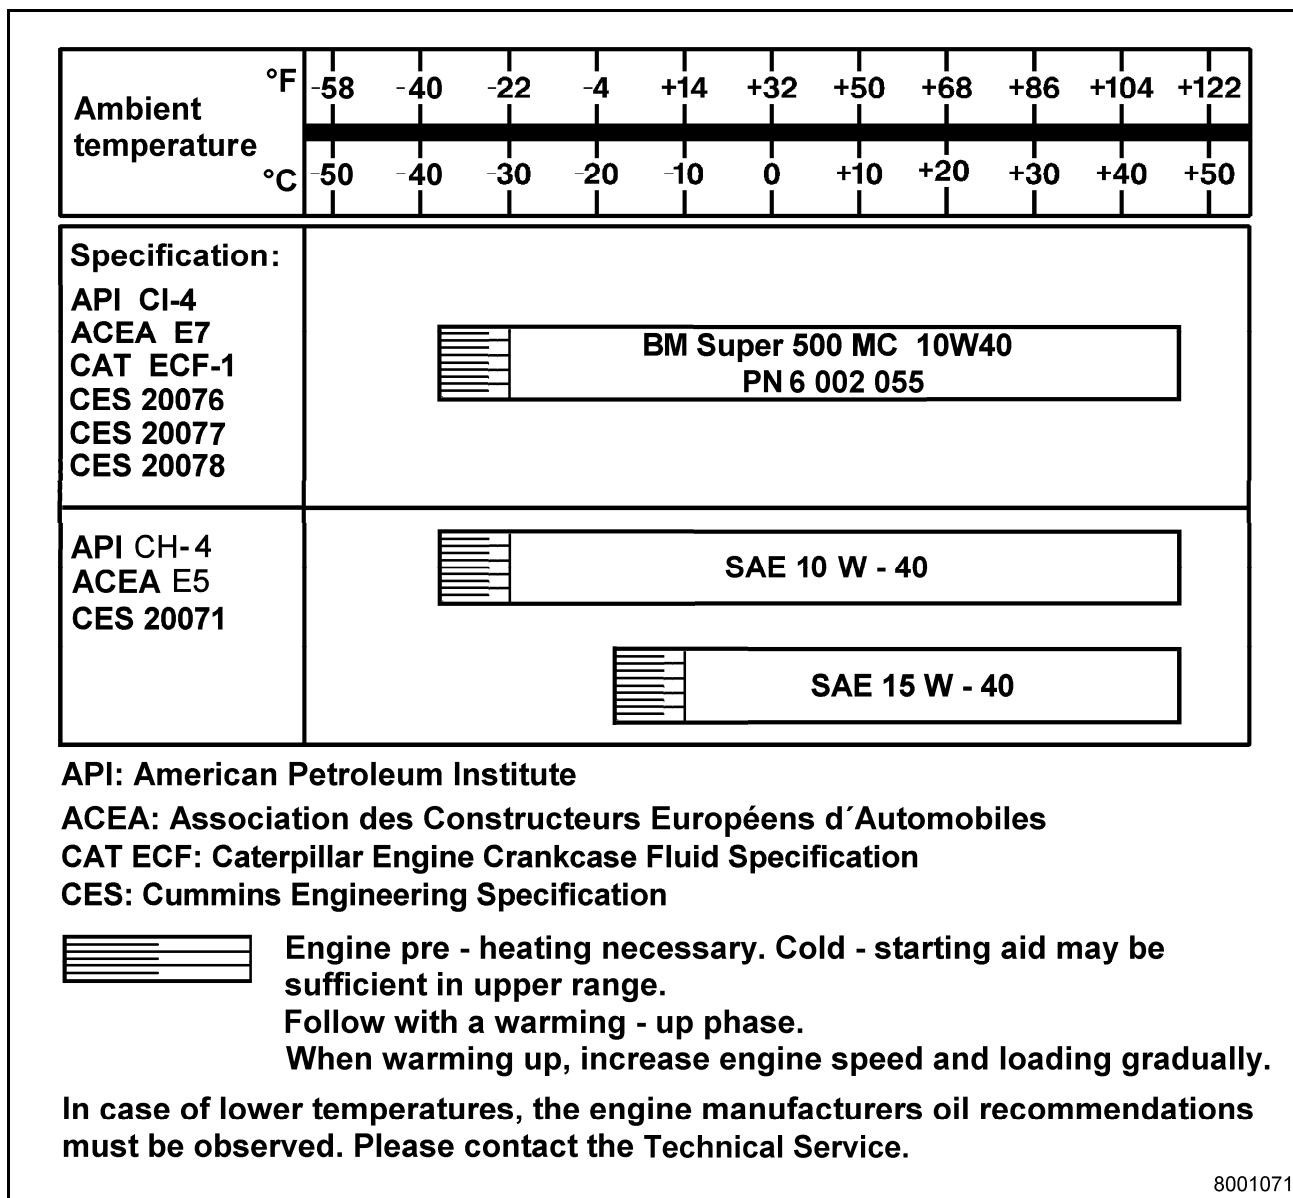 °F -58 -40 -22 -4 +14 +32 +50 +68 +86 +104 +122
Ambient
temperature
°C -50 -40 -30 -20 -10 0 +10 +20 +30 +40 +50
Specification:
API CI-4
ACEA E7
CAT ECF-1
CES 20076
CES 20077
CES 20078
BM Super 500 MC 10W40
PN 6 002 055
API CH-4
ACEA E5
CES 20071
SAE 10 W - 40
SAE 15 W - 40
API: American Petroleum Institute
ACEA: Association des Constructeurs Européens d´Automobiles
CAT ECF: Caterpillar Engine Crankcase Fluid Specification
CES: Cummins Engineering Specification
Engine pre - heating necessary. Cold - starting aid may be
sufficient in upper range.
Follow with a warming - up phase.
When warming up, increase engine speed and loading gradually.
In case of lower temperatures, the engine manufacturers oil recommendations
must be observed. Please contact the Technical Service.
8001071